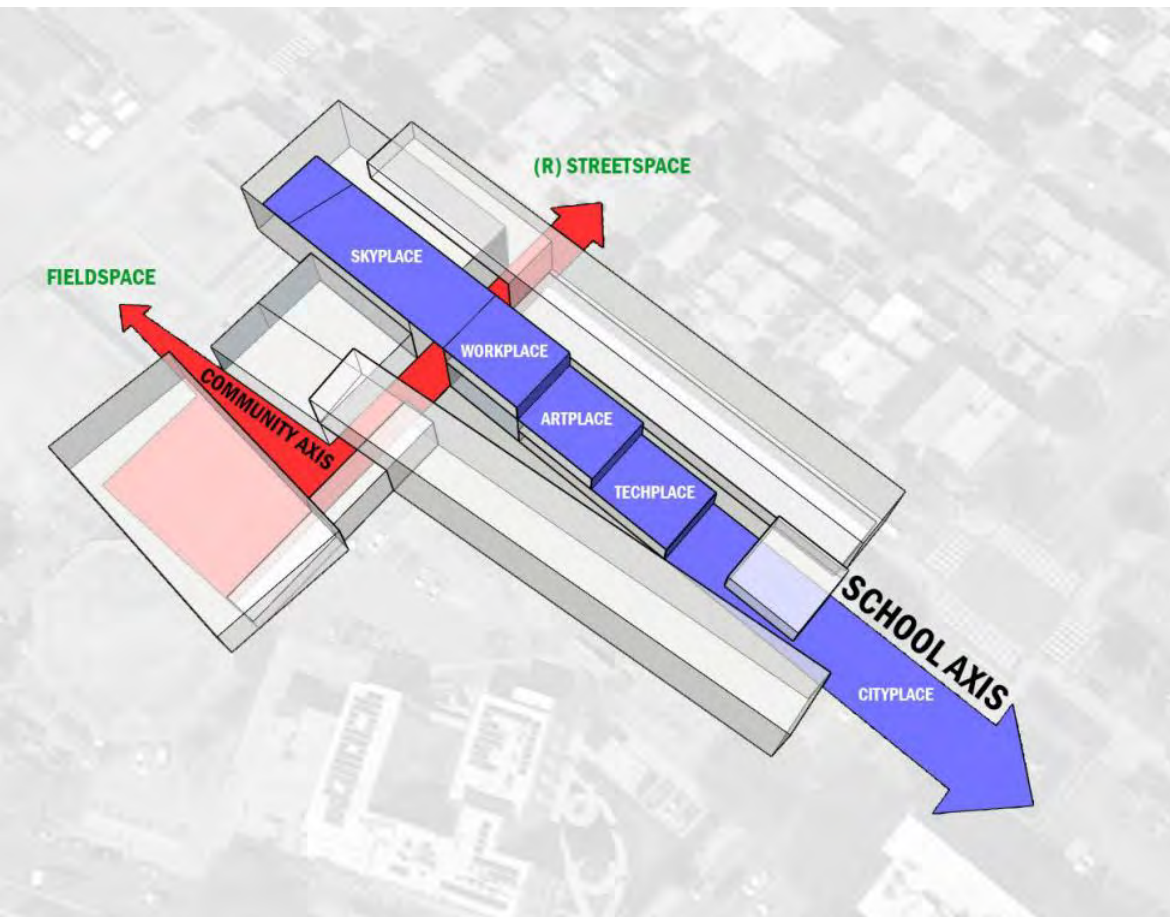 (R) STREETSPACE
FIELDSPACE
SKYPLACE
WORKPLACE
COMMUNITY AXIS
ARTPLACE
TECHPLACE
SCHOOL AXIS
CITYPLACE